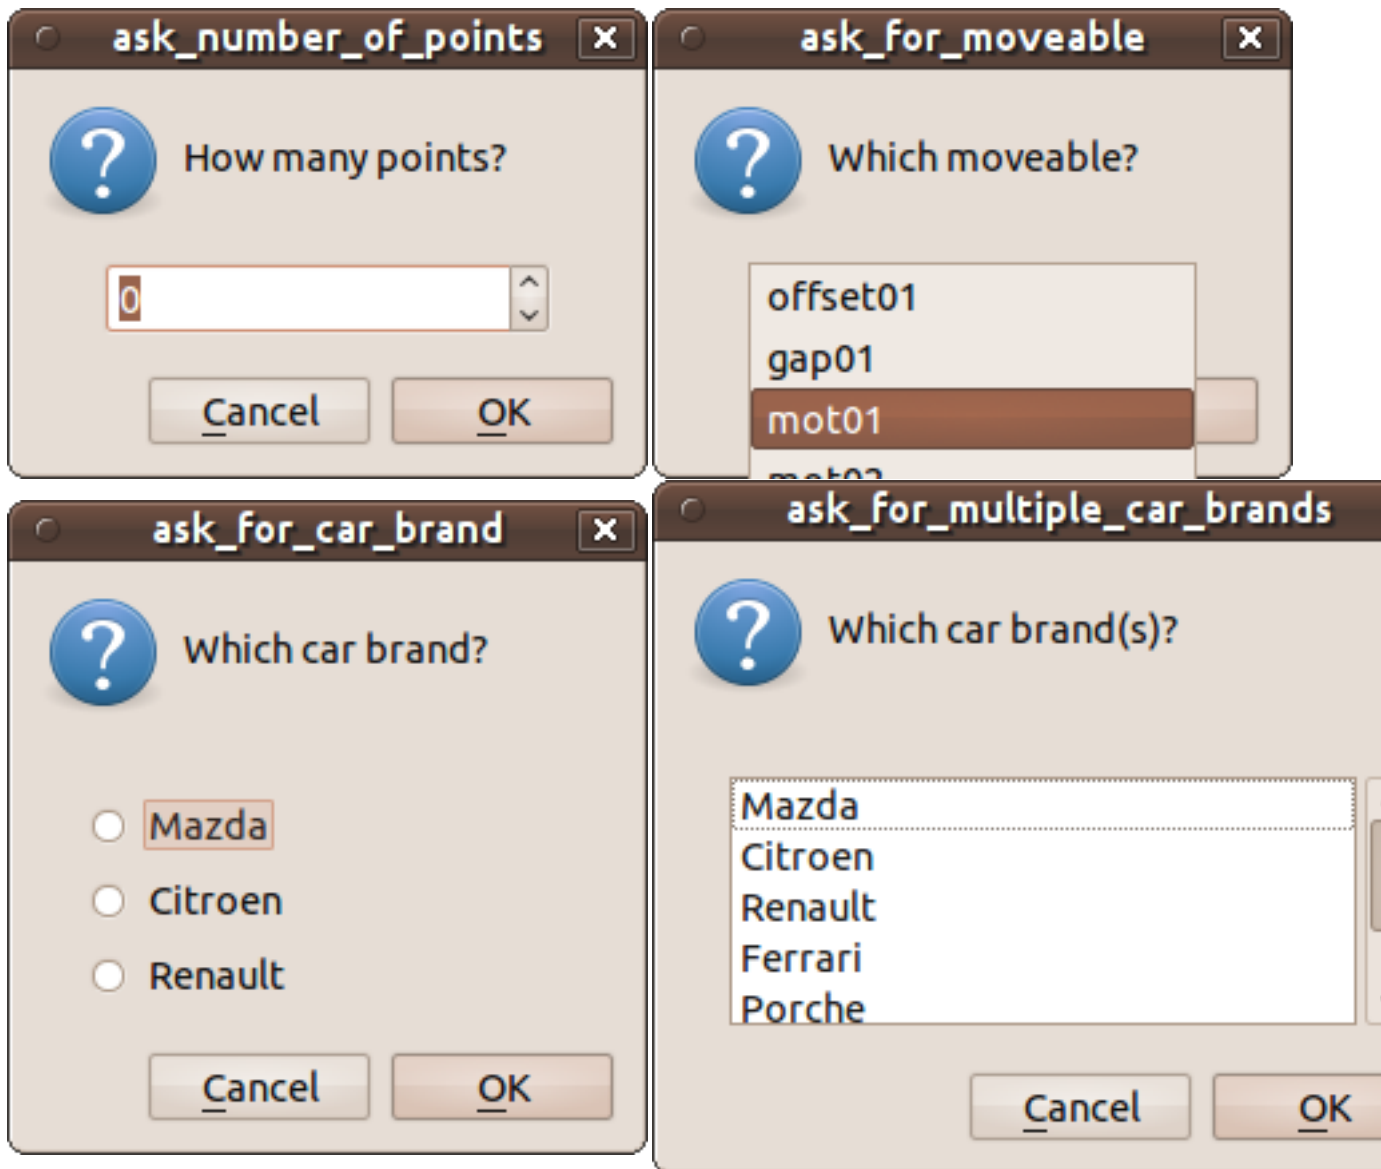 ask_number_of_points
How many points?
0
Cancel
OK
ask_for_moveable
Which moveable?
offset01
gap01
mot01
mot02
ask_for_car_brand
Which car brand?
Mazda
Citroen
Renault
Cancel
OK
ask_for_multiple_car_brands
Which car brand(s)?
Mazda
Citroen
Renault
Ferrari
Porche
Cancel
OK